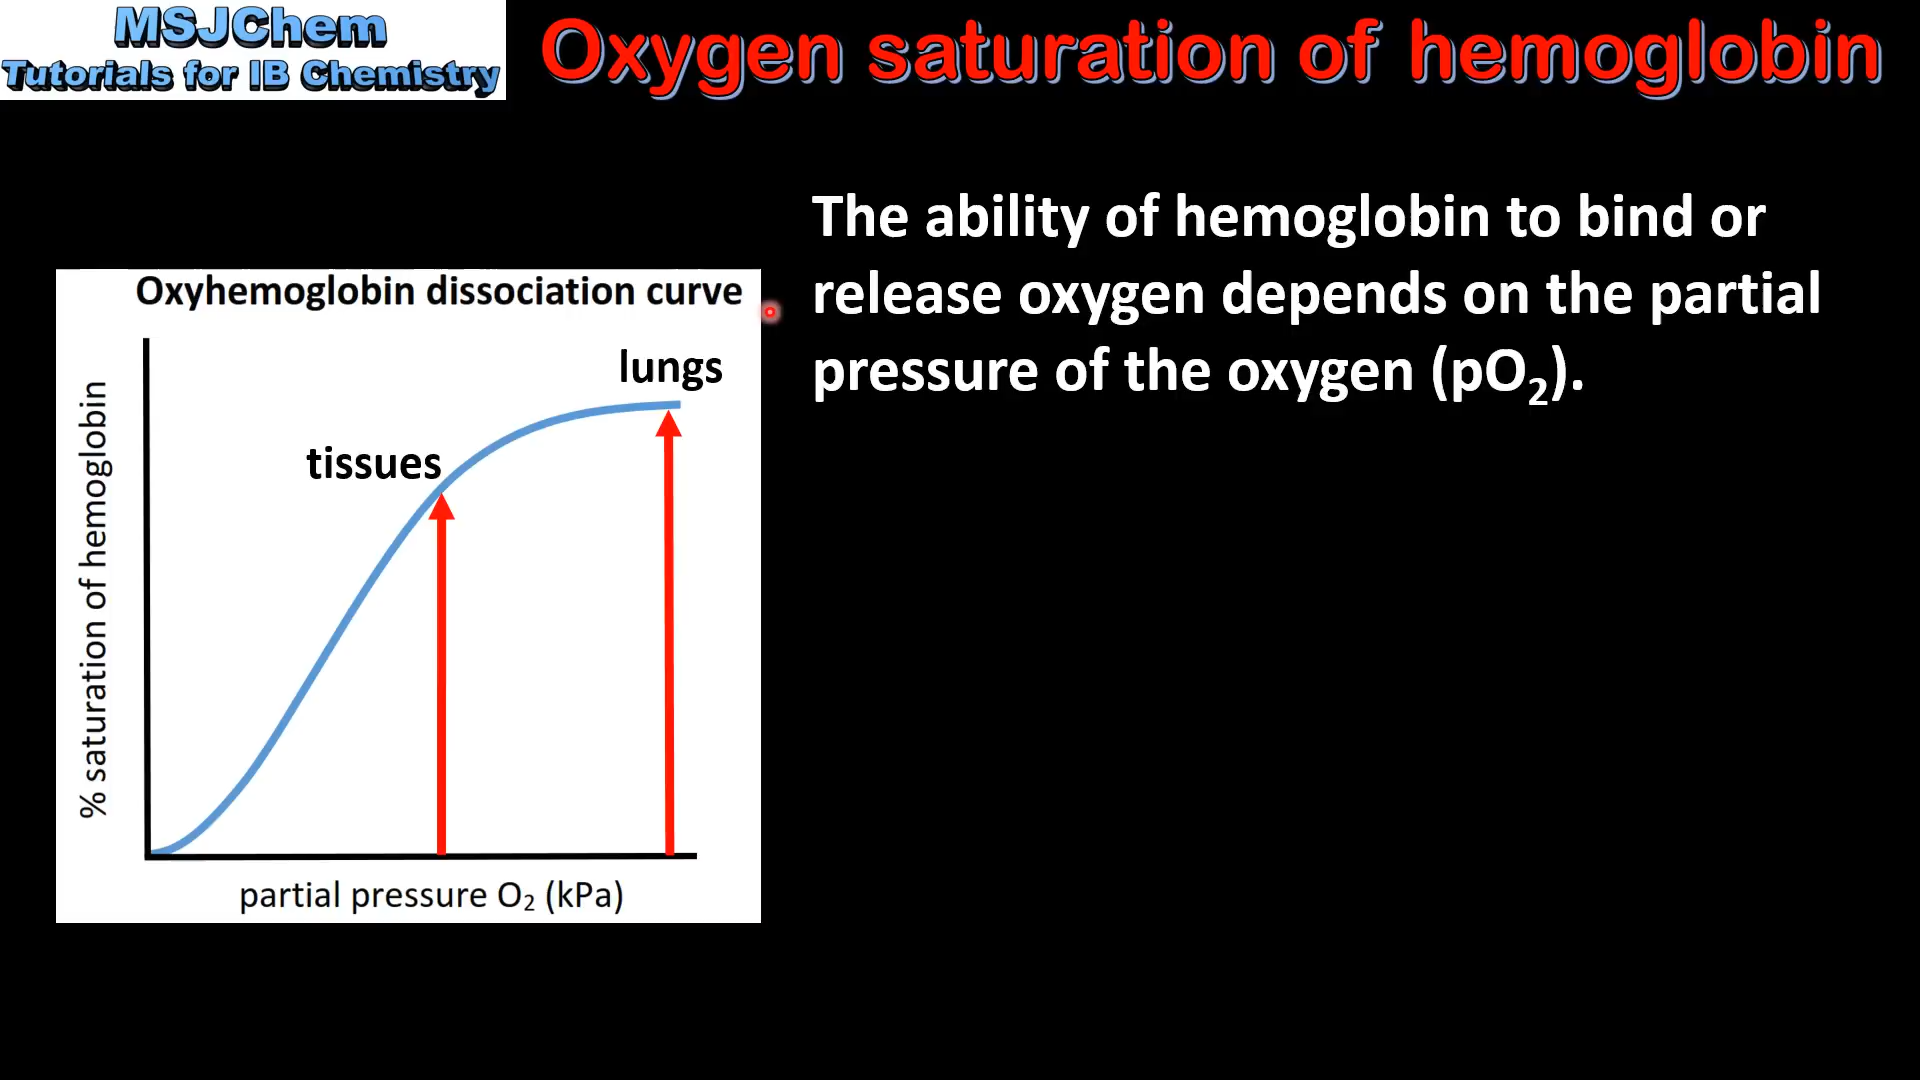 MSJChem
Tutorials for IB Chemistry
Oxygen saturation of hemoglobin
The ability of hemoglobin to bind or
release oxygen depends on the partial
pressure of the oxygen (pO₂).
Oxyhemoglobin dissociation curve
lungs
tissues
% saturation of hemoglobin
partial pressure O₂ (kPa)